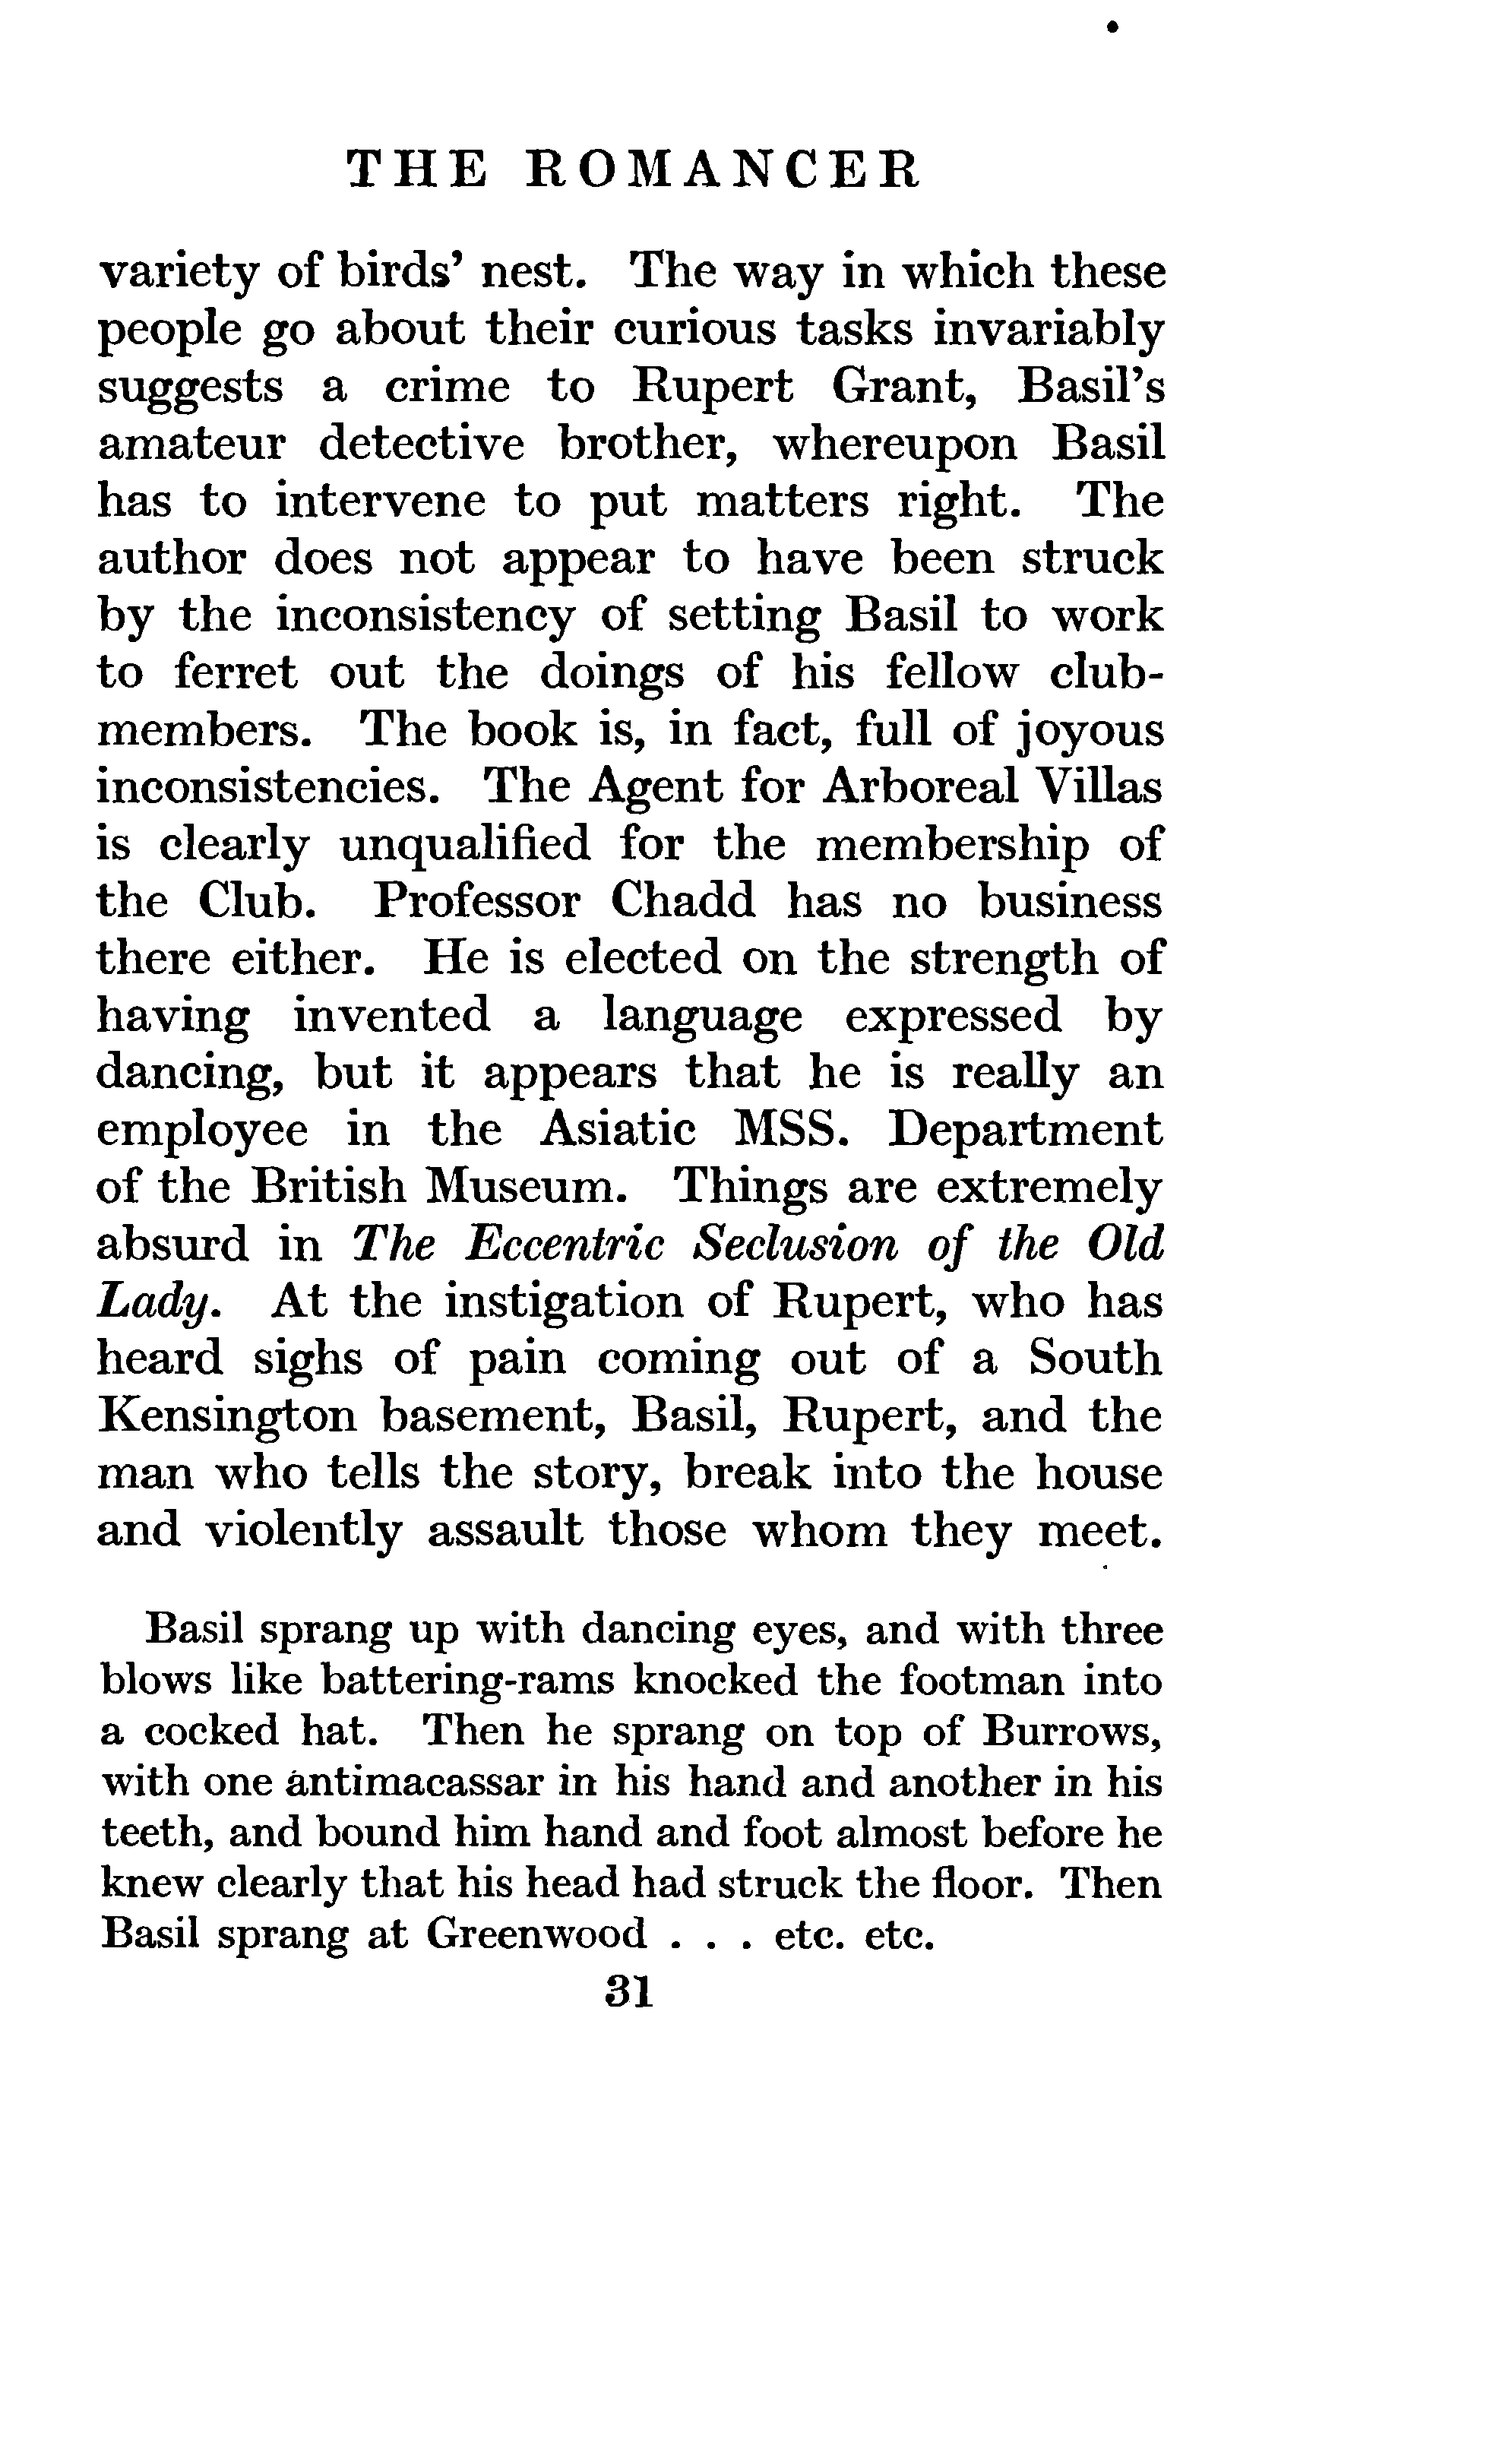 THE ROMANCER
variety of birds' nest. The way in which these
people go about their curious tasks invariably
suggests a crime to Rupert Grant, Basil's
amateur detective brother, whereupon Basil
has to intervene to put matters right. The
author does not appear to have been struck
by the inconsistency of setting Basil to work
to ferret out the doings of his fellow club-
members. The book is, in fact, full of joyous
inconsistencies. The Agent for Arboreal Villas
is clearly unqualified for the membership of
the Club. Professor Chadd has no business
there either. He is elected on the strength of
having invented a language expressed by
dancing, but it appears that he is really an
employee in the Asiatic MSS. Department
of the British Museum. Things are extremely
absurd in The Eccentric Seclusion of the Old
Lady. At the instigation of Rupert, who has
heard sighs of pain coming out of a South
Kensington basement, Basil, Rupert, and the
man who tells the story, break into the house
and violently assault those whom they meet.
Basil sprang up with dancing eyes, and with three
blows like battering-rams knocked the footman into
a cocked hat. Then he sprang on top of Burrows,
with one antimacassar in his hand and another in his
teeth, and bound him hand and foot almost before he
knew clearly that his head had struck the floor. Then
Basil sprang at Greenwood . . . etc. etc.
31